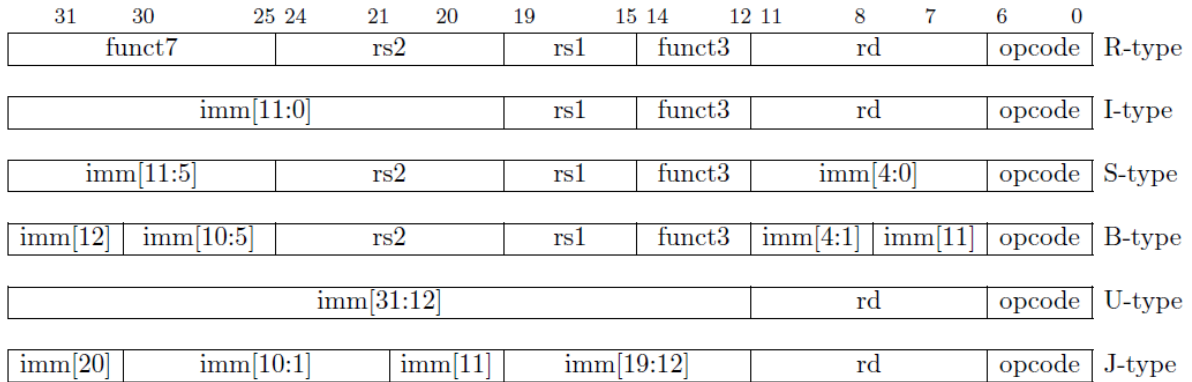 31 30 25 24 21 20 19 15 14 12 11 8 7 6 0
funct7 rs2 rs1 funct3 rd opcode R-type
imm[11:0] rs1 funct3 rd opcode I-type
imm[11:5] rs2 rs1 funct3 imm[4:0] opcode S-type
imm[12] imm[10:5] rs2 rs1 funct3 imm[4:1] imm[11] opcode B-type
imm[31:12] rd opcode U-type
imm[20] imm[10:1] imm[11] imm[19:12] rd opcode J-type